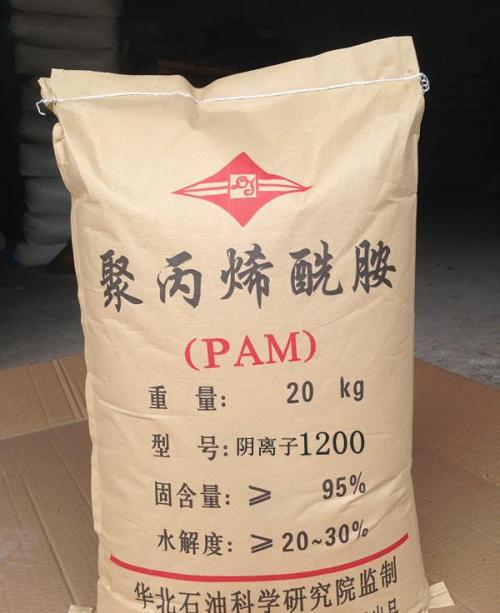 聚丙烯酰胺
(PAM)
重 量: 20 kg
型 号:阴离子1200
固含量:≥ 95%
水解度:≥20~30%
华北石油科学研究院监制
出品